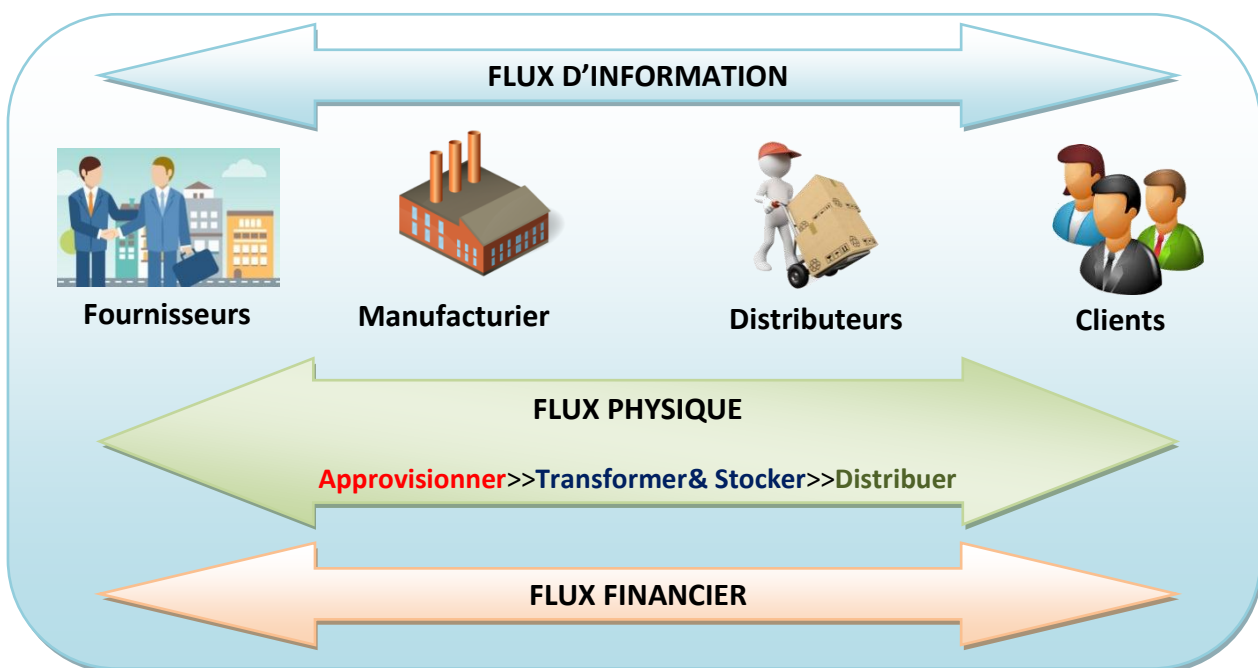 FLUX D’INFORMATION
Fournisseurs
Manufacturier
Distributeurs
Clients
FLUX PHYSIQUE
Approvisionner>>Transformer& Stocker>>Distribuer
FLUX FINANCIER